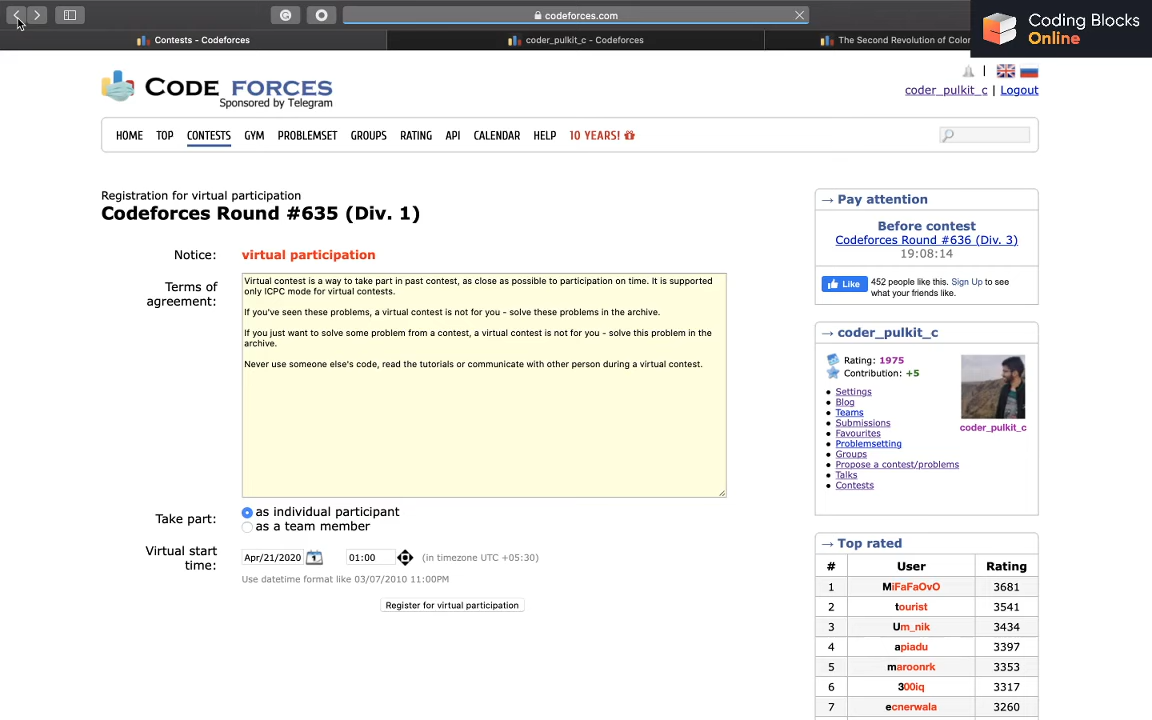 codeforces.com
Contests - Codeforces
coder_pulkit_c - Codeforces
The Second Revolution of Color
Coding Blocks
Online
CODE FORCES
Sponsored by Telegram
coder_pulkit_c | Logout
HOME TOP CONTESTS GYM PROBLEMSET GROUPS RATING API CALENDAR HELP 10 YEARS!
Registration for virtual participation
Codeforces Round #635 (Div. 1)
Notice: virtual participation
Terms of agreement:
Virtual contest is a way to take part in past contest, as close as possible to participation on time. It is supported
only ICPC mode for virtual contests.
If you've seen these problems, a virtual contest is not for you - solve these problems in the archive.
If you just want to solve some problem from a contest, a virtual contest is not for you - solve this problem in the
archive.
Never use someone else's code, read the tutorials or communicate with other person during a virtual contest.
Take part: as individual participant
as a team member
Virtual start time: Apr/21/2020 1 01:00 (in timezone UTC +05:30)
Use datetime format like 03/07/2010 11:00PM
Register for virtual participation
→ Pay attention
Before contest
Codeforces Round #636 (Div. 3)
19:08:14
Like 452 people like this. Sign Up to see
what your friends like.
→ coder_pulkit_c
Rating: 1975
Contribution: +5
Settings
Blog
Teams
Submissions
Favourites
Problemsetting
Groups
Propose a contest/problems
Talks
Contests
coder_pulkit_c
→ Top rated
# User Rating
1 MiFaFaOvO 3681
2 tourist 3541
3 Um_nik 3434
4 apiadu 3397
5 maroonrk 3353
6 300iq 3317
7 ecnerwala 3260